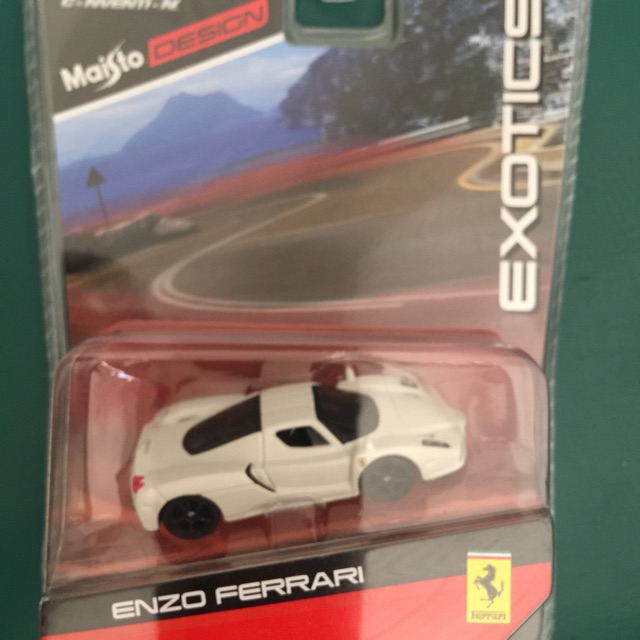 Maisto DESIGN
EXOTICS
ENZO FERRARI
Ferrari